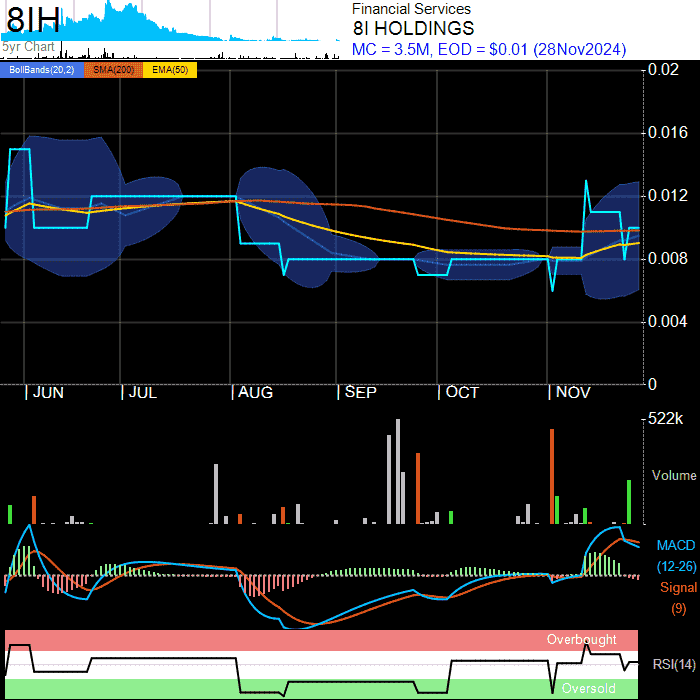 8IH
5yr Chart
Financial Services
8I HOLDINGS
MC = 3.5M, EOD = $0.01 (28Nov2024)
BollBands(20,2) SMA(200) EMA(50)
0.02
0.016
0.012
0.008
0.004
0
JUN JUL AUG SEP OCT NOV
522k
Volume
MACD
(12-26)
Signal
(9)
Overbought
RSI(14)
Oversold